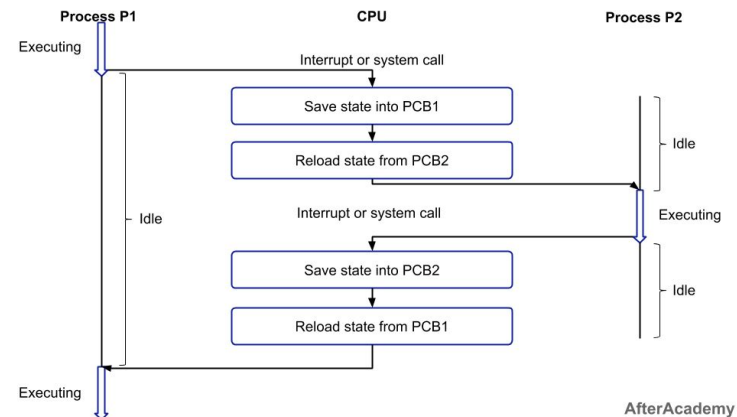 Process P1
CPU
Process P2
Executing
Interrupt or system call
Save state into PCB1
Idle
Reload state from PCB2
Idle
Interrupt or system call
Executing
Save state into PCB2
Idle
Reload state from PCB1
Executing
AfterAcademy